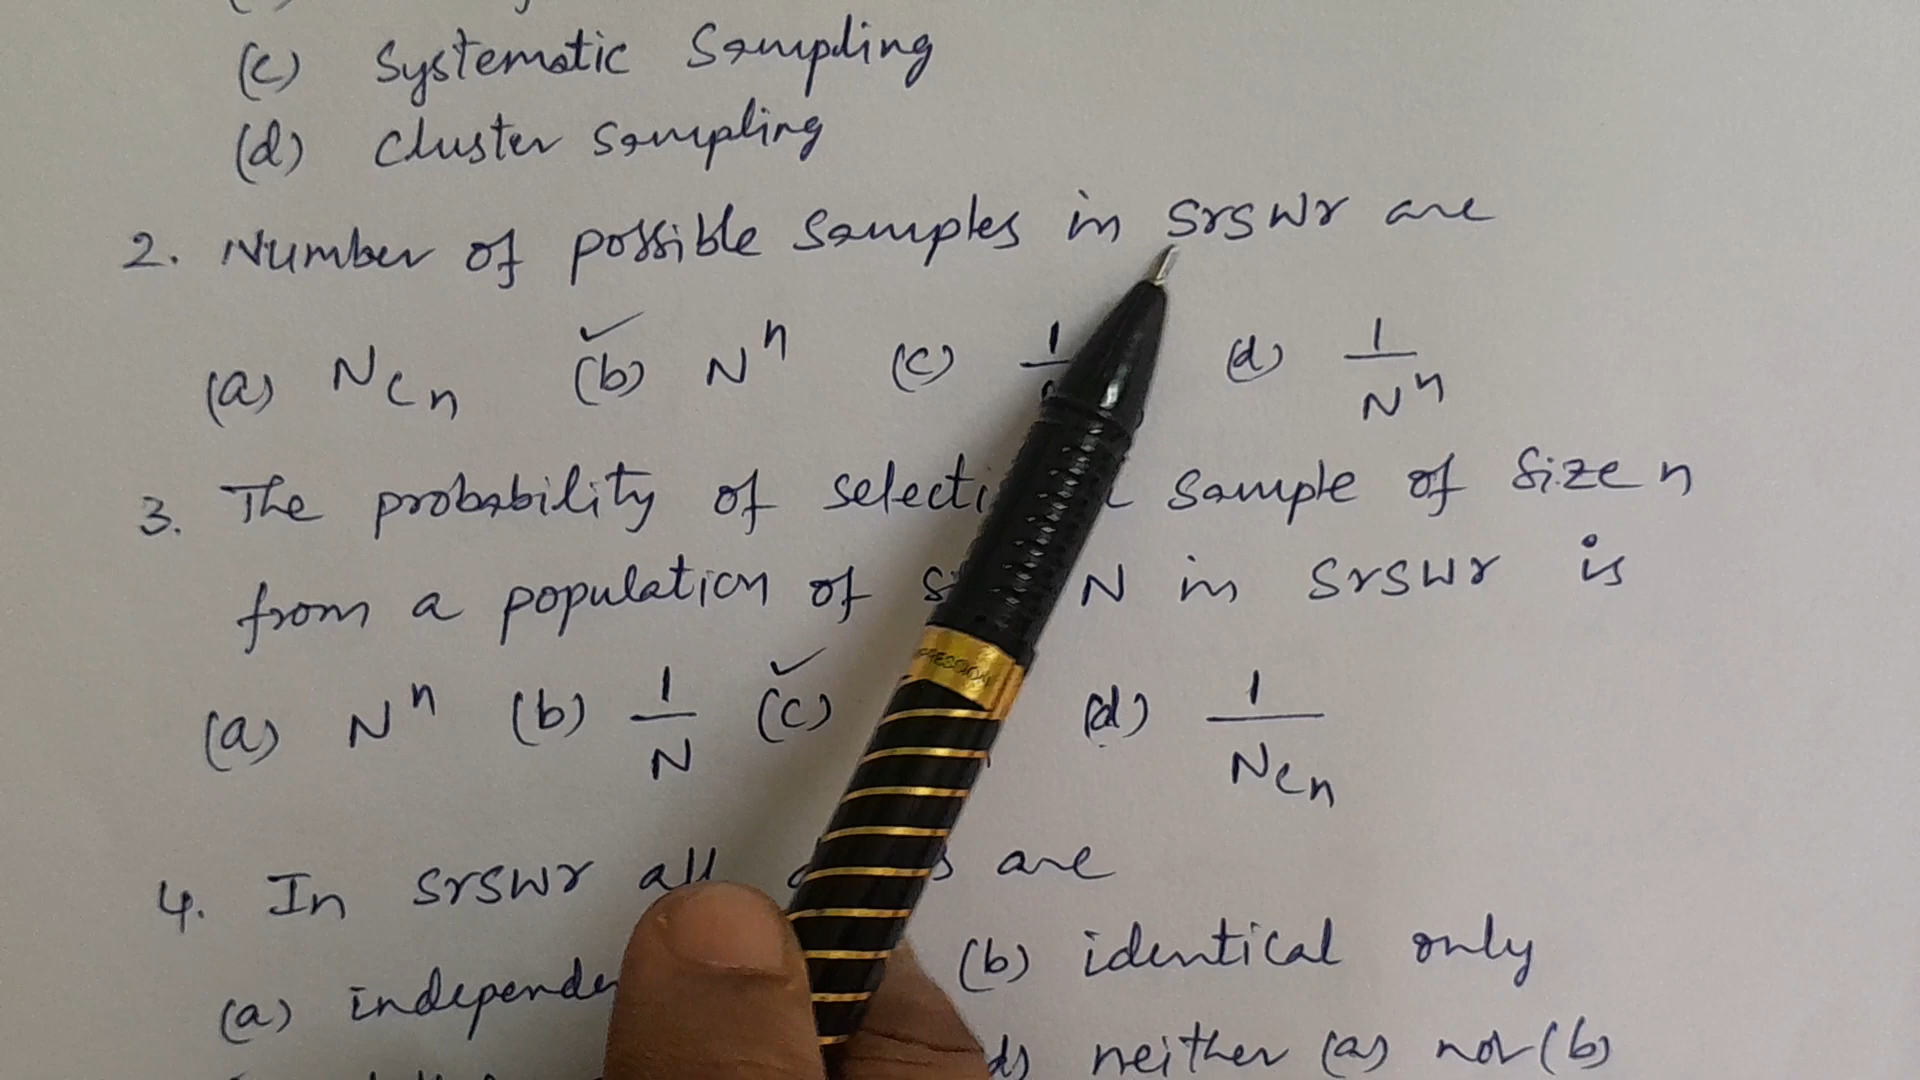 (c) Systematic Sampling
(d) Cluster Sampling
2. Number of possible Samples in SrSWr are
(a) NCn (b) N^n (c) 1 (d) 1/N^n
3. The probability of sample of size n
from a population of N in SrSWr is
(a) N^n (b) 1/N (c) (d) 1/NCn
4. In SrSWr all are
(a) (b) identical only
neither (a) nor (b)